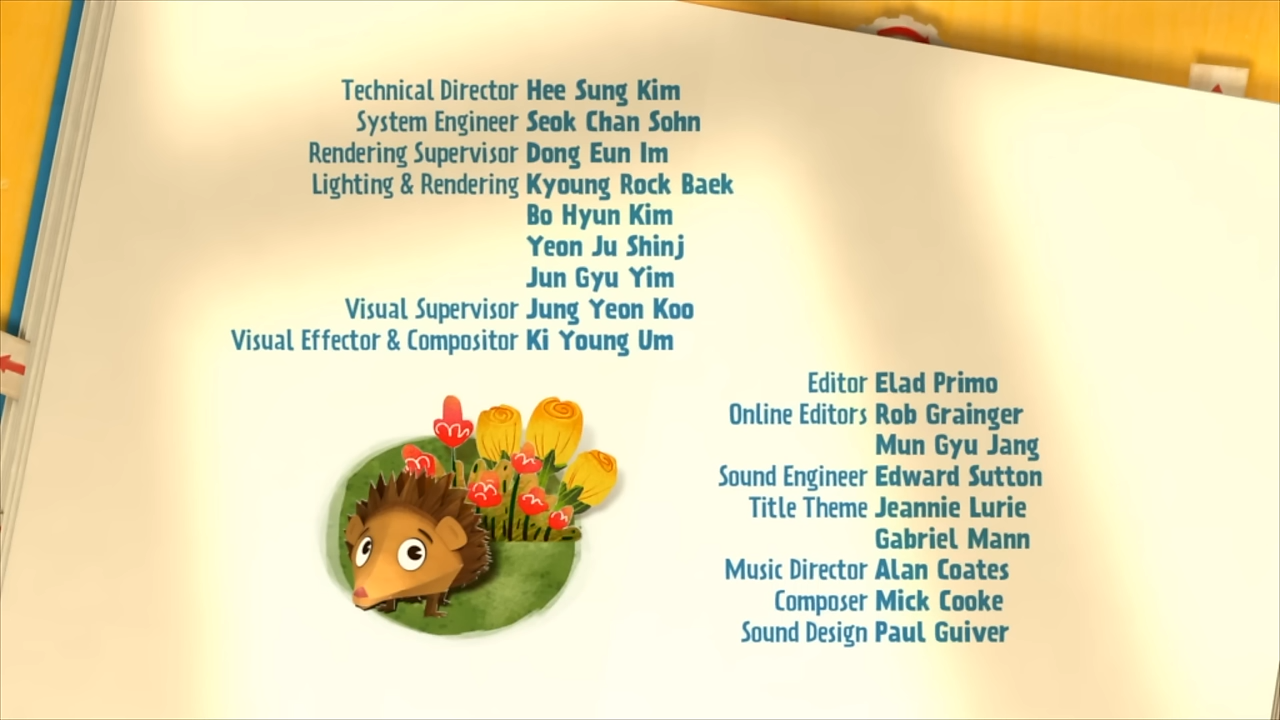 Technical Director Hee Sung Kim
System Engineer Seok Chan Sohn
Rendering Supervisor Dong Eun Im
Lighting & Rendering Kyoung Rock Baek
Bo Hyun Kim
Yeon Ju Shinj
Jun Gyu Yim
Visual Supervisor Jung Yeon Koo
Visual Effector & Compositor Ki Young Um
Editor Elad Primo
Online Editors Rob Grainger
Mun Gyu Jang
Sound Engineer Edward Sutton
Title Theme Jeannie Lurie
Gabriel Mann
Music Director Alan Coates
Composer Mick Cooke
Sound Design Paul Guiver